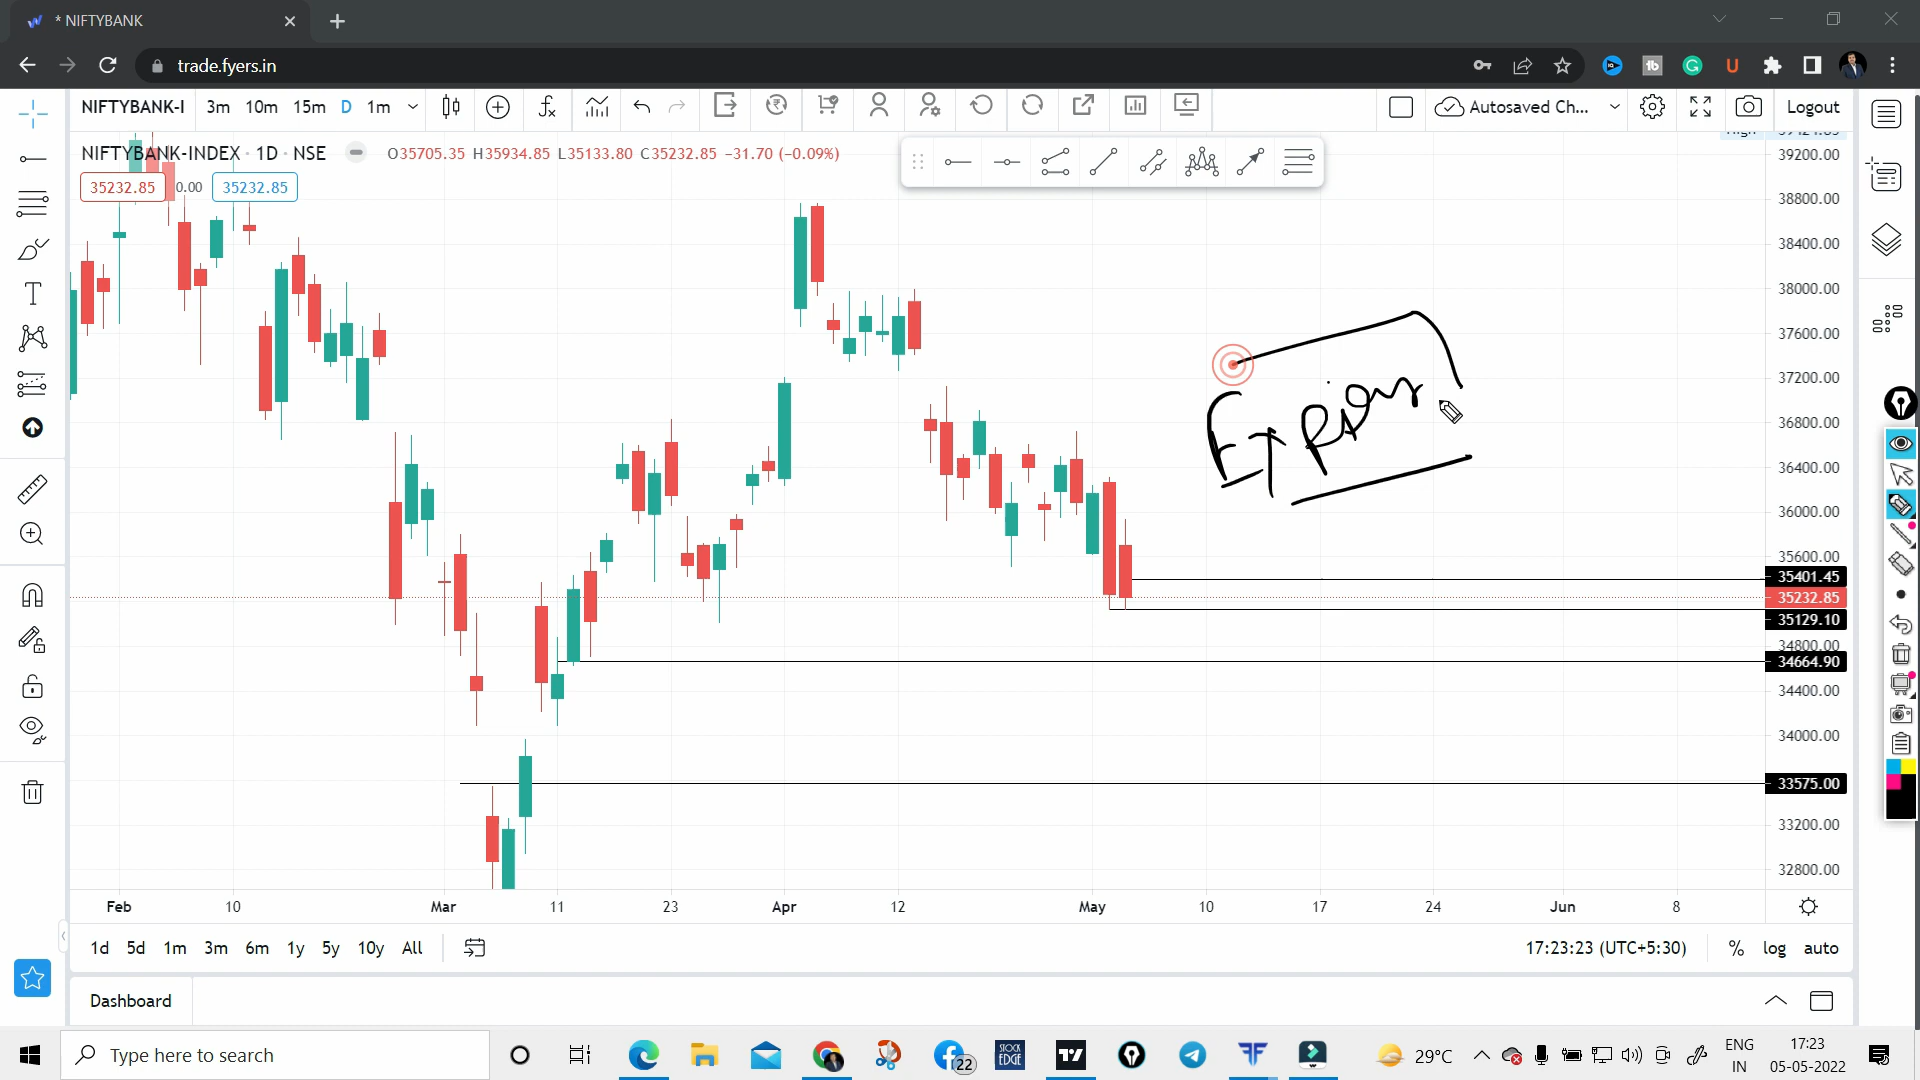 * NIFTYBANK
trade.fyers.in
NIFTYBANK-I 3m 10m 15m D 1m Autosaved Ch... Logout
NIFTYBANK-INDEX · 1D · NSE O35705.35 H35934.85 L35133.80 C35232.85 −31.70 (−0.09%)
35232.85 0.00 35232.85
39200.00
38800.00
38400.00
38000.00
37600.00
37200.00
36800.00
36400.00
36000.00
35600.00
35401.45
35232.85
35129.10
34800.00
34664.90
34400.00
34000.00
33575.00
33200.00
32800.00
Feb 10 Mar 11 23 Apr 12 May 10 17 24 Jun 8
1d 5d 1m 3m 6m 1y 5y 10y All 17:23:23 (UTC+5:30) % log auto
Dashboard
Type here to search
STOCK EDGE
22
29°C
ENG
IN
17:23
05-05-2022